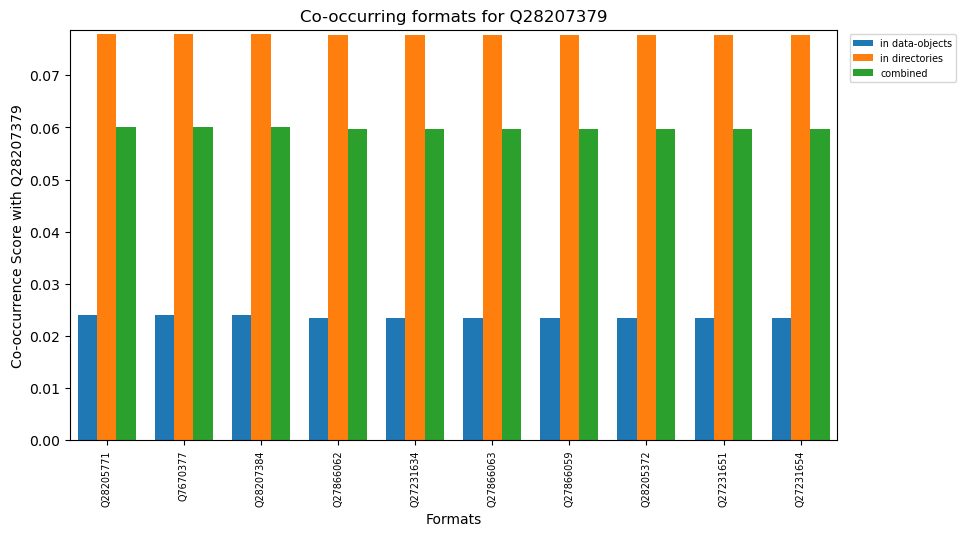 Co-occurring formats for Q28207379
in data-objects
in directories
combined
Co-occurrence Score with Q28207379
0.07
0.06
0.05
0.04
0.03
0.02
0.01
0.00
Q28205771
Q7670377
Q28207384
Q27866062
Q27231634
Q27866063
Q27866059
Q28205372
Q27231651
Q27231654
Formats